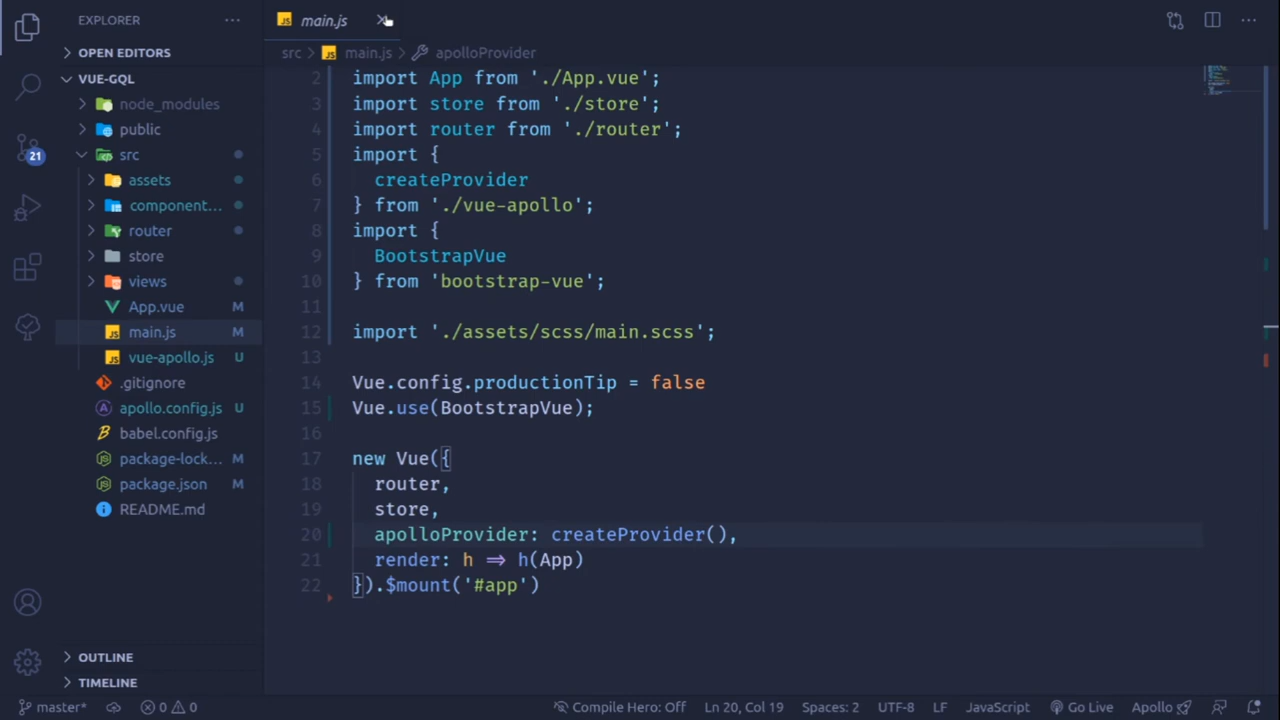 EXPLORER
OPEN EDITORS
VUE-GQL
node_modules
public
src
assets
component...
router
store
views
App.vue M
main.js M
vue-apollo.js U
.gitignore
apollo.config.js U
babel.config.js
package-lock... M
package.json M
README.md
OUTLINE
TIMELINE
21
main.js
src > main.js > apolloProvider
2 import App from './App.vue';
3 import store from './store';
4 import router from './router';
5 import {
6 createProvider
7 } from './vue-apollo';
8 import {
9 BootstrapVue
10 } from 'bootstrap-vue';
11
12 import './assets/scss/main.scss';
13
14 Vue.config.productionTip = false
15 Vue.use(BootstrapVue);
16
17 new Vue({
18 router,
19 store,
20 apolloProvider: createProvider(),
21 render: h ⇒ h(App)
22 }).$mount('#app')
master* 0 0 Compile Hero: Off Ln 20, Col 19 Spaces: 2 UTF-8 LF JavaScript Go Live Apollo